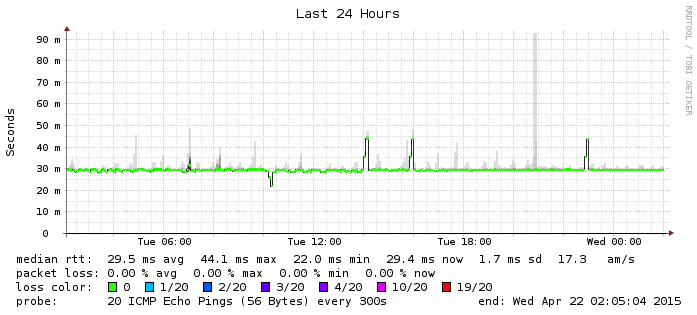 Last 24 Hours
RRDTOOL / TOBI OETIKER
Seconds
90 m
80 m
70 m
60 m
50 m
40 m
30 m
20 m
10 m
0
Tue 06:00 Tue 12:00 Tue 18:00 Wed 00:00
median rtt: 29.5 ms avg 44.1 ms max 22.0 ms min 29.4 ms now 1.7 ms sd 17.3 am/s
packet loss: 0.00 % avg 0.00 % max 0.00 % min 0.00 % now
loss color: 0 1/20 2/20 3/20 4/20 10/20 19/20
probe: 20 ICMP Echo Pings (56 Bytes) every 300s end: Wed Apr 22 02:05:04 2015